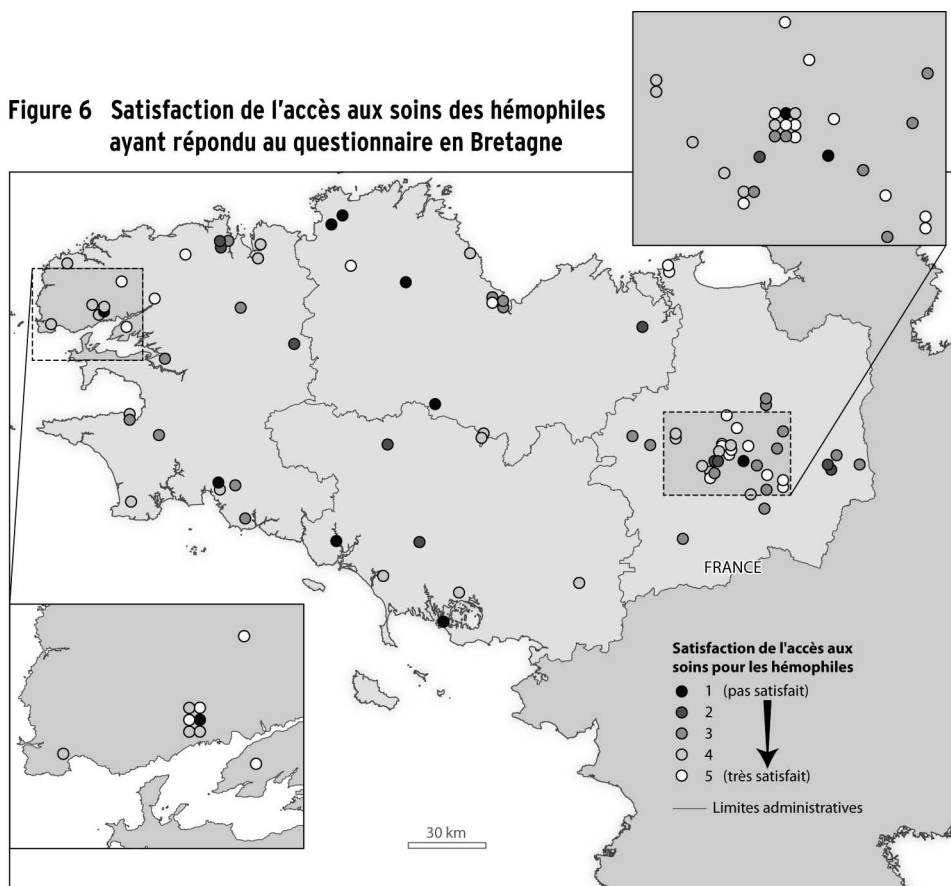 Figure 6 Satisfaction de l'accès aux soins des hémophiles
ayant répondu au questionnaire en Bretagne
FRANCE
Satisfaction de l'accès aux
soins pour les hémophiles
1 (pas satisfait)
2
3
4
5 (très satisfait)
Limites administratives
30 km